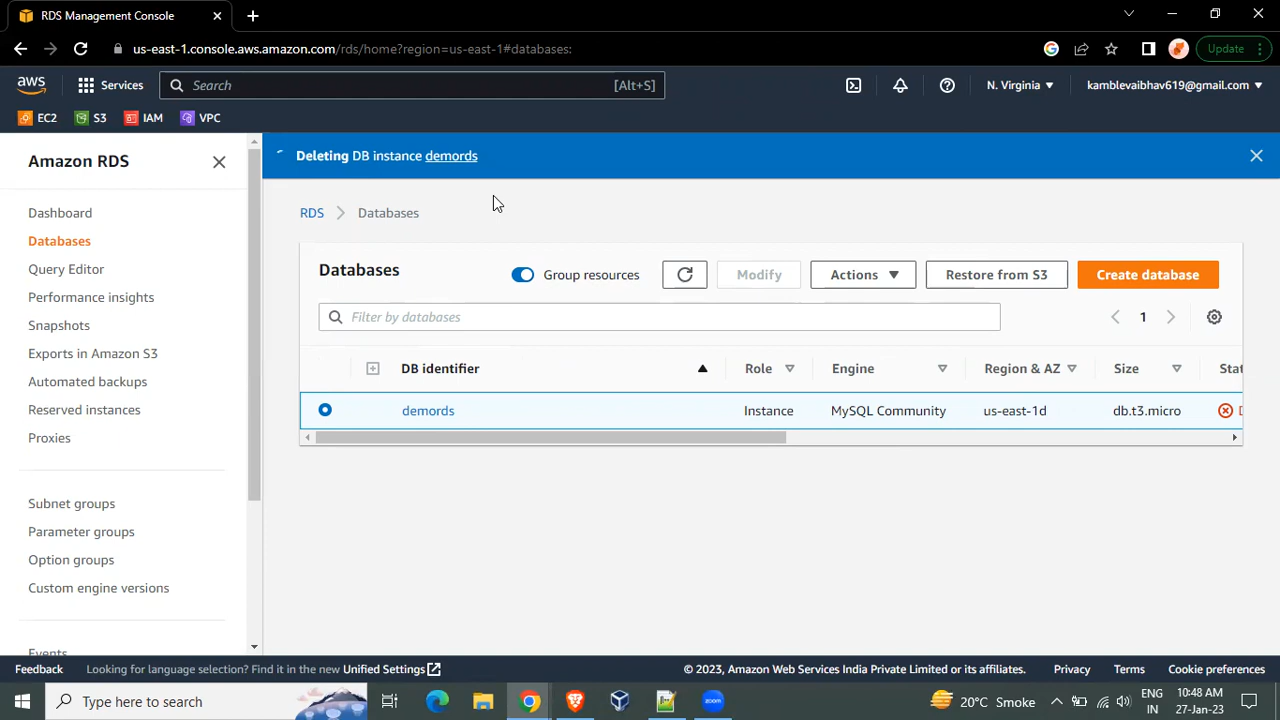 RDS Management Console
us-east-1.console.aws.amazon.com/rds/home?region=us-east-1#databases:
Update
aws
Services
Search
[Alt+S]
N. Virginia
kamblevaibhav619@gmail.com
EC2
S3
IAM
VPC
Amazon RDS
Dashboard
Databases
Query Editor
Performance insights
Snapshots
Exports in Amazon S3
Automated backups
Reserved instances
Proxies
Subnet groups
Parameter groups
Option groups
Custom engine versions
Events
Deleting DB instance demords
RDS
Databases
Databases
Group resources
Modify
Actions
Restore from S3
Create database
Filter by databases
1
DB identifier
Role
Engine
Region & AZ
Size
Stat
demords
Instance
MySQL Community
us-east-1d
db.t3.micro
Feedback
Looking for language selection? Find it in the new Unified Settings
© 2023, Amazon Web Services India Private Limited or its affiliates.
Privacy
Terms
Cookie preferences
Type here to search
zoom
20°C Smoke
ENG
IN
10:48 AM
27-Jan-23